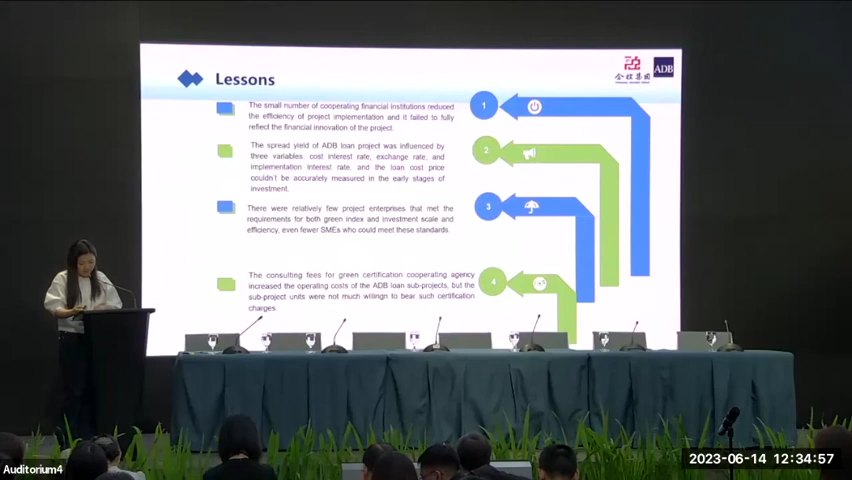 Lessons
金控集团
ADB
The small number of cooperating financial institutions reduced
the efficiency of project implementation and it failed to fully
reflect the financial innovation of the project.
1
The spread yield of ADB loan project was influenced by
three variables, cost interest rate, exchange rate, and
implementation interest rate, and the loan cost price
couldn't be accurately measured in the early stages of
investment.
2
There were relatively few project enterprises that met the
requirements for both green index and investment scale and
efficiency, even fewer SMEs who could meet these standards.
3
The consulting fees for green certification cooperating agency
increased the operating costs of the ADB loan sub-projects, but the
sub-project units were not much willingn to bear such certification
charges
4
Auditorium4
2023-06-14 12:34:57